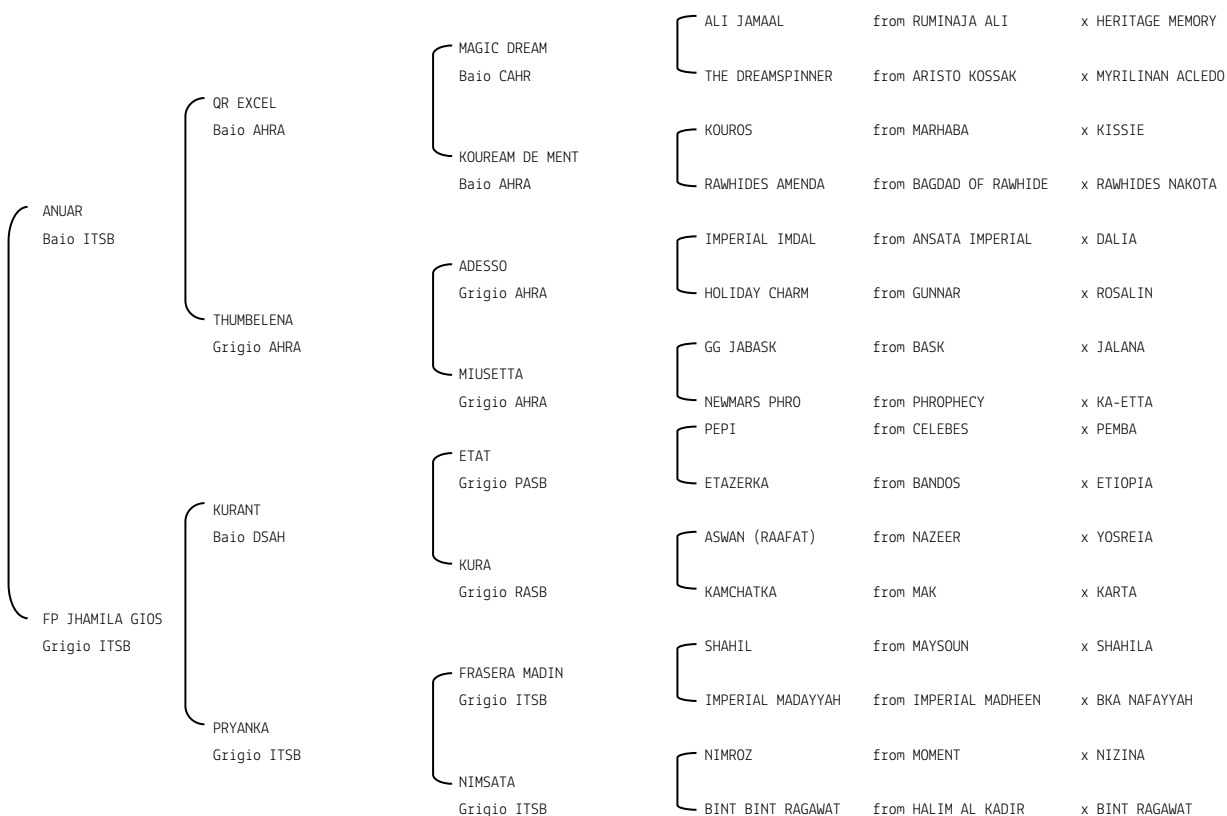 ALI JAMAAL from RUMINAJA ALI x HERITAGE MEMORY
MAGIC DREAM
Baio CAHR
THE DREAMSPINNER from ARISTO KOSSAK x MYRILINAN ACLEDO
QR EXCEL
Baio AHRA
KOUROS from MARHABA x KISSIE
KOUREAM DE MENT
Baio AHRA
RAWHIDES AMENDA from BAGDAD OF RAWHIDE x RAWHIDES NAKOTA
ANUAR
Baio ITSB
IMPERIAL IMDAL from ANSATA IMPERIAL x DALIA
ADESSO
Grigio AHRA
HOLIDAY CHARM from GUNNAR x ROSALIN
THUMBELENA
Grigio AHRA
GG JABASK from BASK x JALANA
MIUSETTA
Grigio AHRA
NEWMARS PHRO from PHROPHECY x KA-ETTA
PEPI from CELEBES x PEMBA
ETAT
Grigio PASB
ETAZERKA from BANDOS x ETIOPIA
KURANT
Baio DSAH
ASWAN (RAAFAT) from NAZEER x YOSREIA
KURA
Grigio RASB
KAMCHATKA from MAK x KARTA
FP JHAMILA GIOS
Grigio ITSB
SHAHIL from MAYSOUN x SHAHILA
FRASERA MADIN
Grigio ITSB
IMPERIAL MADAYYAH from IMPERIAL MADHEEN x BKA NAFAYYAH
PRYANKA
Grigio ITSB
NIMROZ from MOMENT x NIZINA
NIMSATA
Grigio ITSB
BINT BINT RAGAWAT from HALIM AL KADIR x BINT RAGAWAT